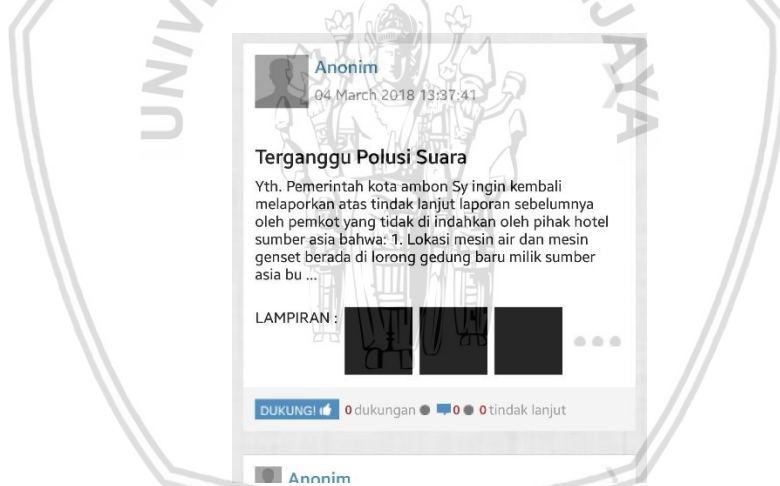 UNIV
JAYA
Anonim
04 March 2018 13:37:41
Terganggu Polusi Suara
Yth. Pemerintah kota ambon Sy ingin kembali
melaporkan atas tindak lanjut laporan sebelumnya
oleh pemkot yang tidak di indahkan oleh pihak hotel
sumber asia bahwa: 1. Lokasi mesin air dan mesin
genset berada di lorong gedung baru milik sumber
asia bu ...
LAMPIRAN :
DUKUNG! 0 dukungan 0 0 tindak lanjut
Anonim